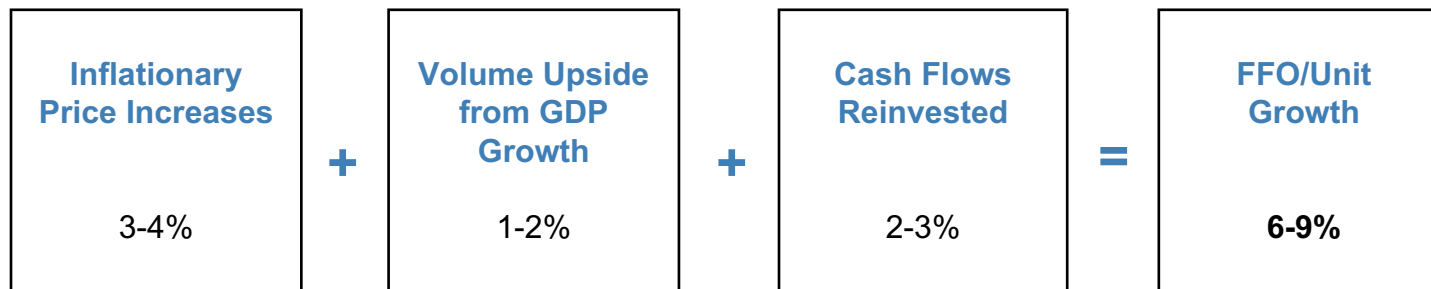 Inflationary
Price Increases
3-4%
+
Volume Upside
from GDP
Growth
1-2%
+
Cash Flows
Reinvested
2-3%
=
FFO/Unit
Growth
6-9%